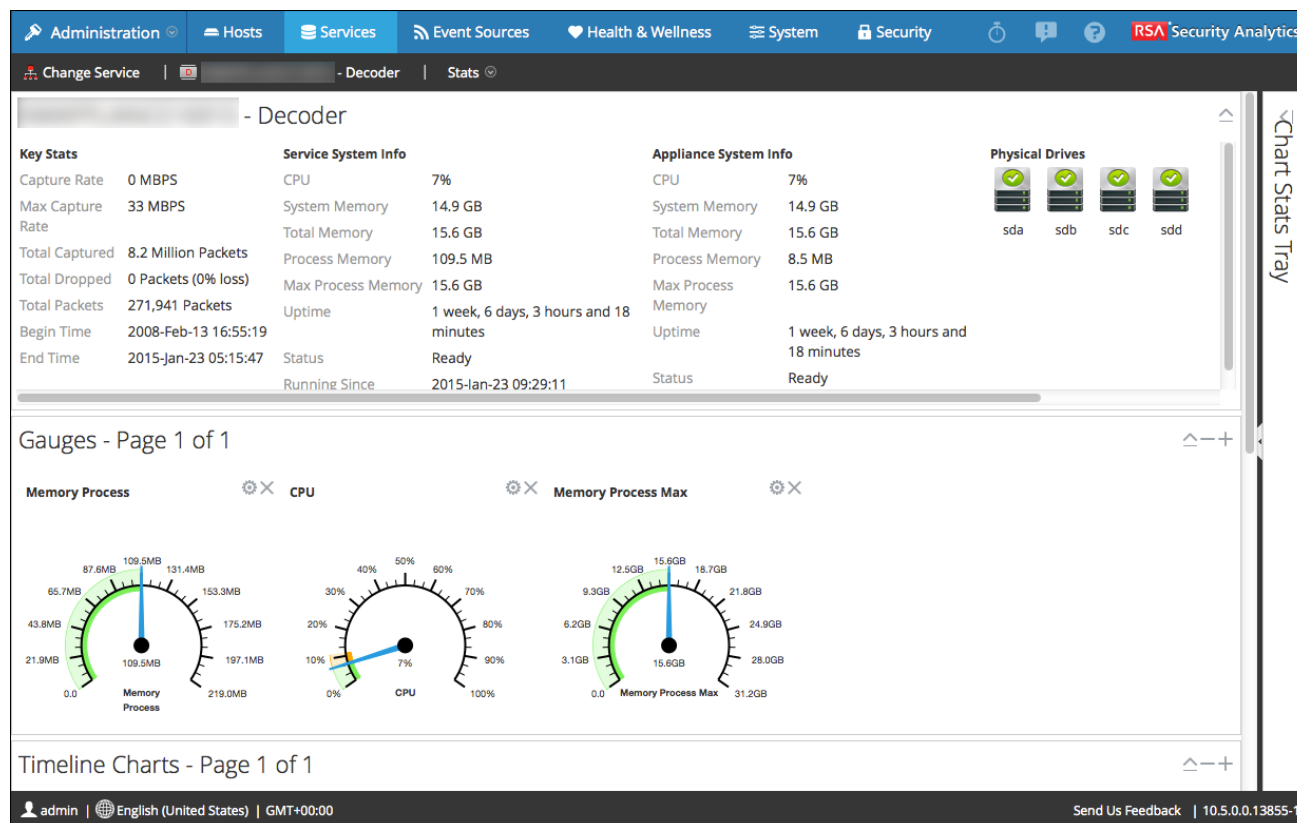 Administration Hosts Services Event Sources Health & Wellness System Security RSA Security Analytics
Change Service | D - Decoder | Stats
- Decoder
Key Stats
Capture Rate 0 MBPS
Max Capture Rate 33 MBPS
Total Captured 8.2 Million Packets
Total Dropped 0 Packets (0% loss)
Total Packets 271,941 Packets
Begin Time 2008-Feb-13 16:55:19
End Time 2015-Jan-23 05:15:47
Service System Info
CPU 7%
System Memory 14.9 GB
Total Memory 15.6 GB
Process Memory 109.5 MB
Max Process Memory 15.6 GB
Uptime 1 week, 6 days, 3 hours and 18 minutes
Status Ready
Running Since 2015-Jan-23 09:29:11
Appliance System Info
CPU 7%
System Memory 14.9 GB
Total Memory 15.6 GB
Process Memory 8.5 MB
Max Process Memory 15.6 GB
Uptime 1 week, 6 days, 3 hours and 18 minutes
Status Ready
Physical Drives
sda sdb sdc sdd
Chart Stats Tray
Gauges - Page 1 of 1
Memory Process
0.0 21.9MB 43.8MB 65.7MB 87.6MB 109.5MB 131.4MB 153.3MB 175.2MB 197.1MB 219.0MB
109.5MB
Memory Process
CPU
0% 10% 20% 30% 40% 50% 60% 70% 80% 90% 100%
7%
CPU
Memory Process Max
0.0 3.1GB 6.2GB 9.3GB 12.5GB 15.6GB 18.7GB 21.8GB 24.9GB 28.0GB 31.2GB
15.6GB
Memory Process Max
Timeline Charts - Page 1 of 1
admin | English (United States) | GMT+00:00 Send Us Feedback | 10.5.0.0.13855-1